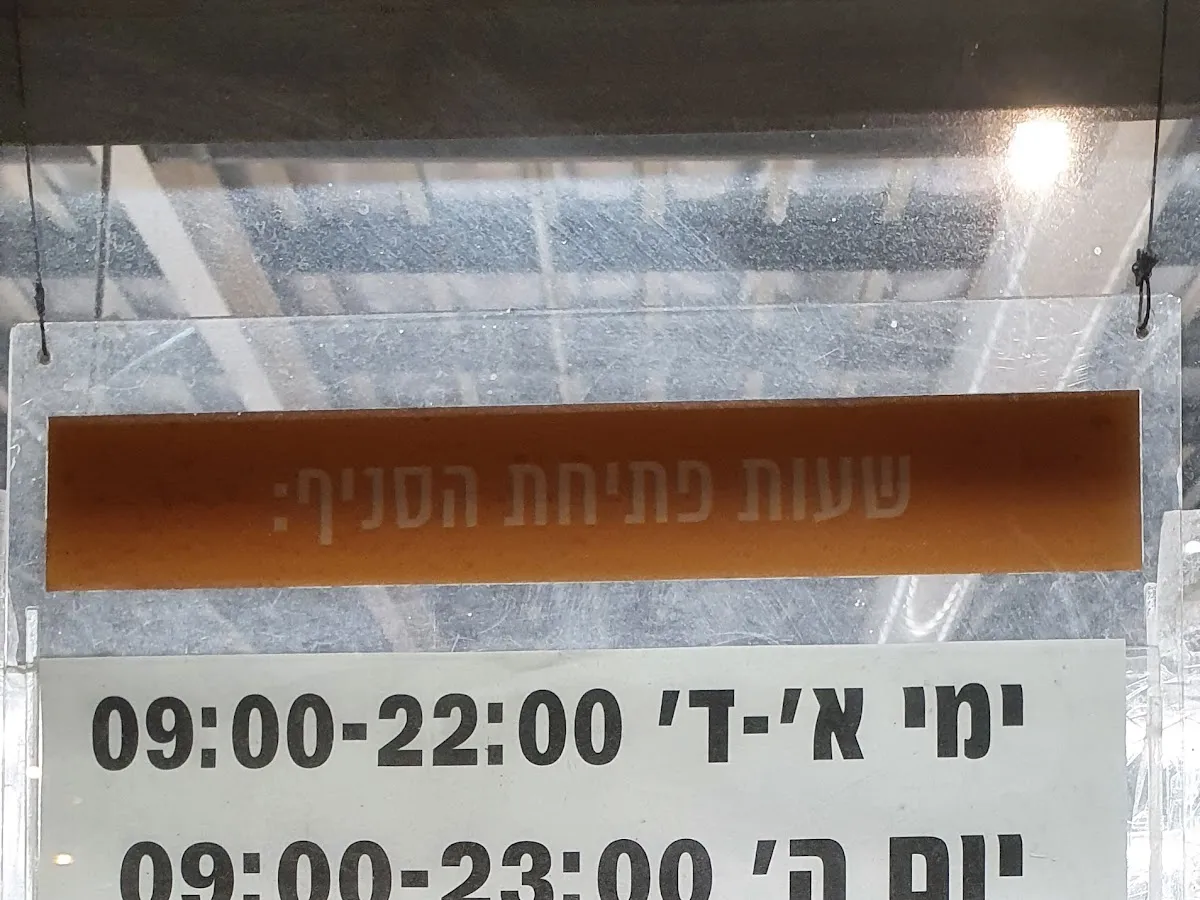 שעות פתיחת הסניף:
ימי א'-ד' 09:00-22:00
יום ה' 09:00-23:00